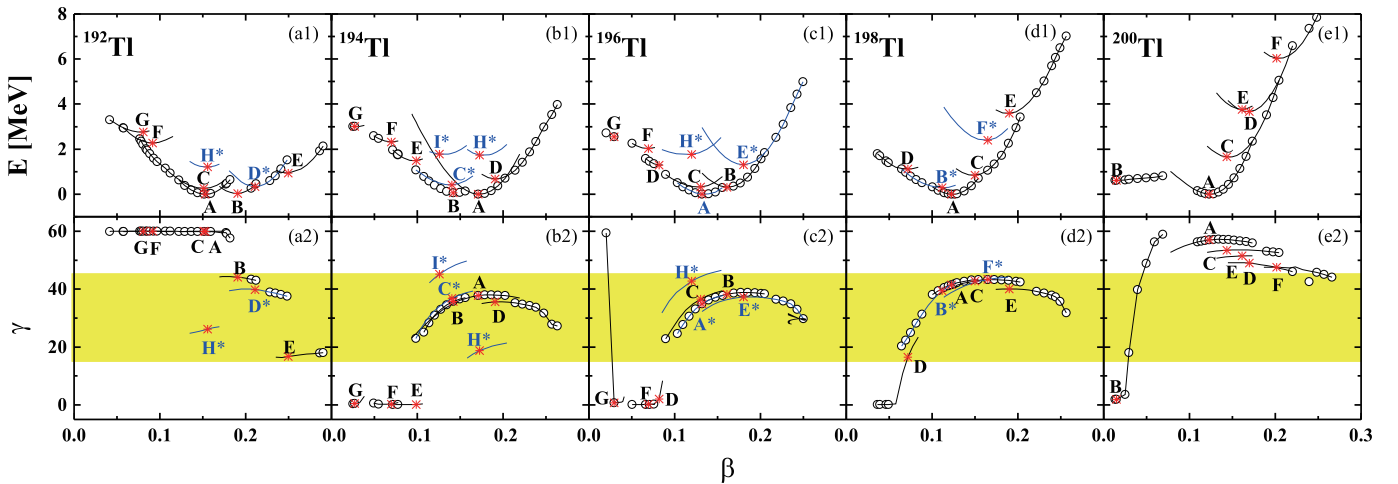 8
6
4
2
0
E [MeV]
192Tl
(a1)
G
F
C
A
H*
B
D*
E
194Tl
(b1)
G
F
E
I*
C*
B
H*
A
D
196Tl
(c1)
G
F
D
H*
C
A
B
E*
(d1)
198Tl
D
B*
A
C
F*
E
(e1)
200Tl
B
A
C
E
D
F
60
40
20
0
γ
(a2)
G
F
C
A
B
D*
H*
E
(b2)
G
F
E
I*
C*
B
A
D
H*
(c2)
G
F
D
H*
C
A*
B
E*
(d2)
D
B*
A
C
F*
E
(e2)
B
A
C
E
D
F
0.0 0.1 0.2 0.0 0.1 0.2 0.0 0.1 0.2 0.0 0.1 0.2 0.0 0.1 0.2 0.3
β